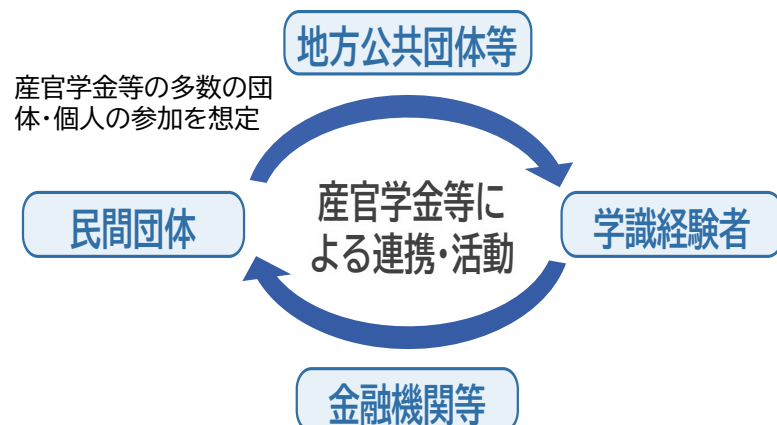 地方公共団体等
産官学金等の多数の団
体・個人の参加を想定
民間団体
産官学金等に
よる連携・活動
学識経験者
金融機関等